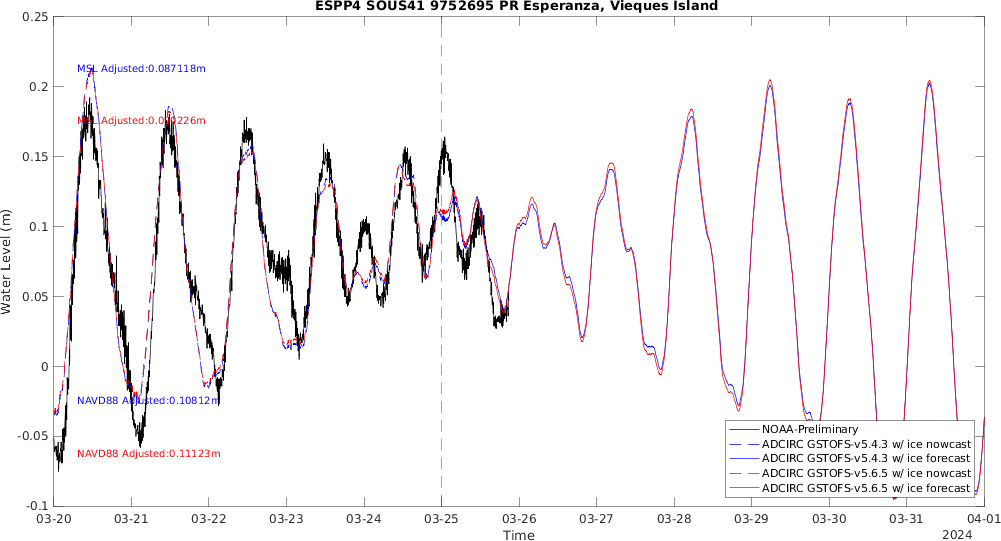 ESPP4 SOUS41 9752695 PR Esperanza, Vieques Island
0.25
0.2
0.15
0.1
0.05
0
-0.05
-0.1
Water Level (m)
MSL Adjusted:0.087118m
MSL
NAVD88 Adjusted:0.10812m
NAVD88 Adjusted:0.11123m
NOAA-Preliminary
ADCIRC GSTOFS-v5.4.3 w/ ice nowcast
ADCIRC GSTOFS-v5.4.3 w/ ice forecast
ADCIRC GSTOFS-v5.6.5 w/ ice nowcast
ADCIRC GSTOFS-v5.6.5 w/ ice forecast
03-20 03-21 03-22 03-23 03-24 03-25 03-26 03-27 03-28 03-29 03-30 03-31 04-01
Time
2024